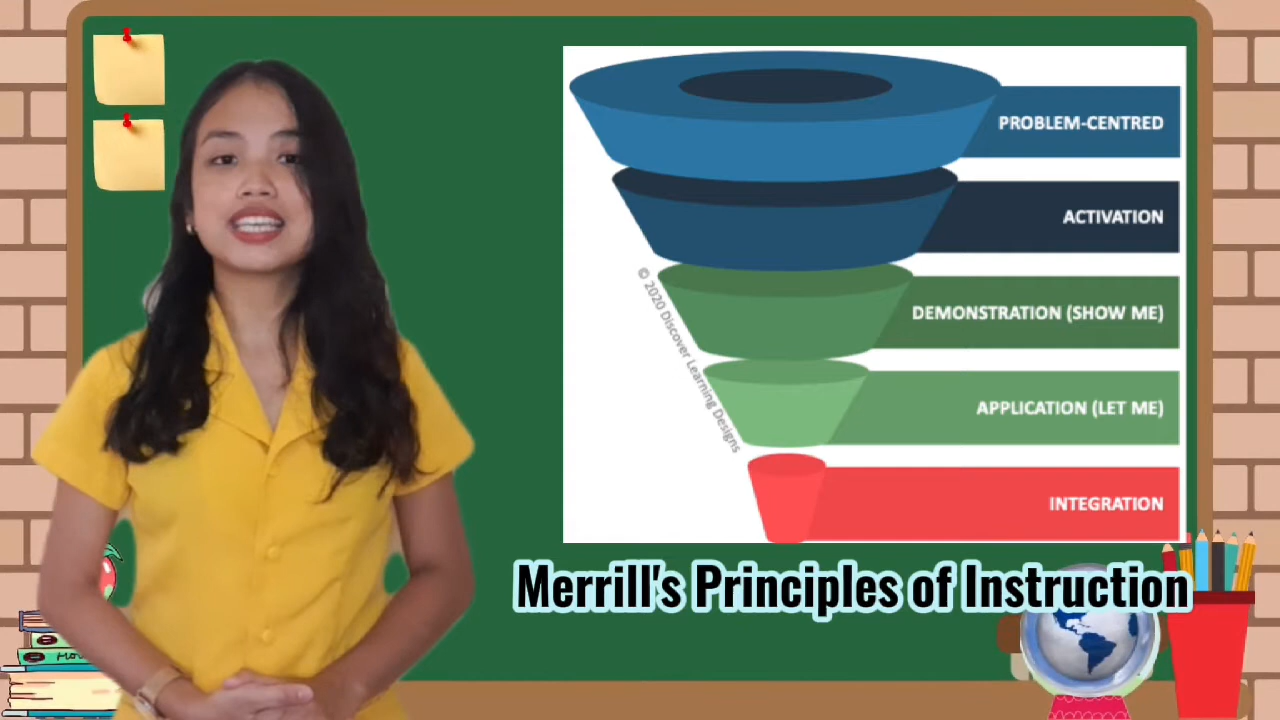 PROBLEM-CENTRED
ACTIVATION
DEMONSTRATION (SHOW ME)
APPLICATION (LET ME)
INTEGRATION
© 2020 Discover Learning Designs
Merrill's Principles of Instruction